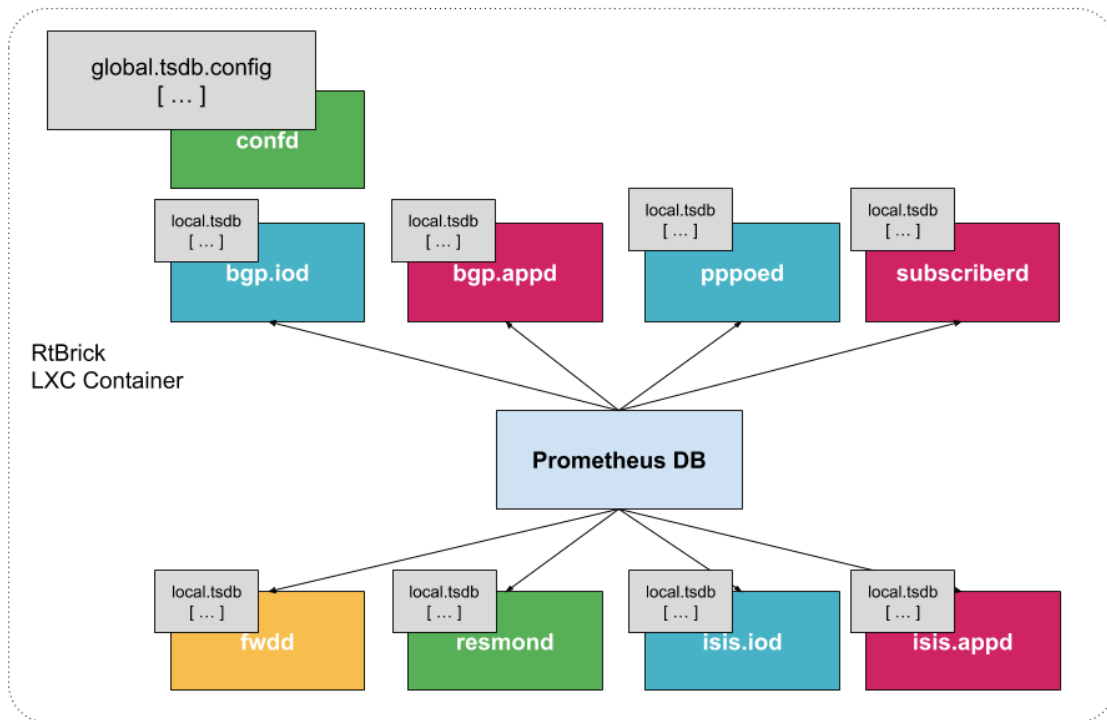 global.tsdb.config
[ ... ]
confd
local.tsdb
[ ... ]
bgp.iod
local.tsdb
[ ... ]
bgp.appd
local.tsdb
[ ... ]
pppoed
local.tsdb
[ ... ]
subscriberd
RtBrick
LXC Container
Prometheus DB
local.tsdb
[ ... ]
fwdd
local.tsdb
[ ... ]
resmond
local.tsdb
[ ... ]
isis.iod
local.tsdb
[ ... ]
isis.appd